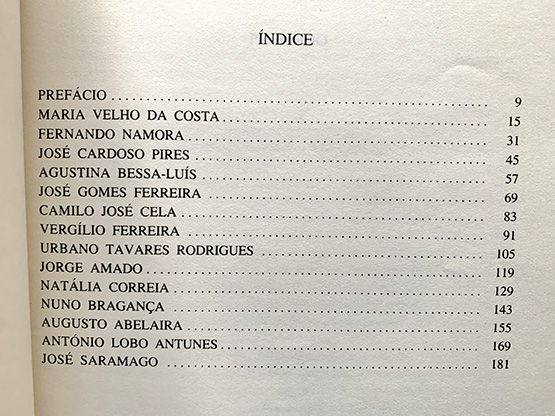 ÍNDICE
PREFÁCIO 9
MARIA VELHO DA COSTA 15
FERNANDO NAMORA 31
JOSÉ CARDOSO PIRES 45
AGUSTINA BESSA-LUÍS 57
JOSÉ GOMES FERREIRA 69
CAMILO JOSÉ CELA 83
VERGÍLIO FERREIRA 91
URBANO TAVARES RODRIGUES 105
JORGE AMADO 119
NATÁLIA CORREIA 129
NUNO BRAGANÇA 143
AUGUSTO ABELAIRA 155
ANTÓNIO LOBO ANTUNES 169
JOSÉ SARAMAGO 181